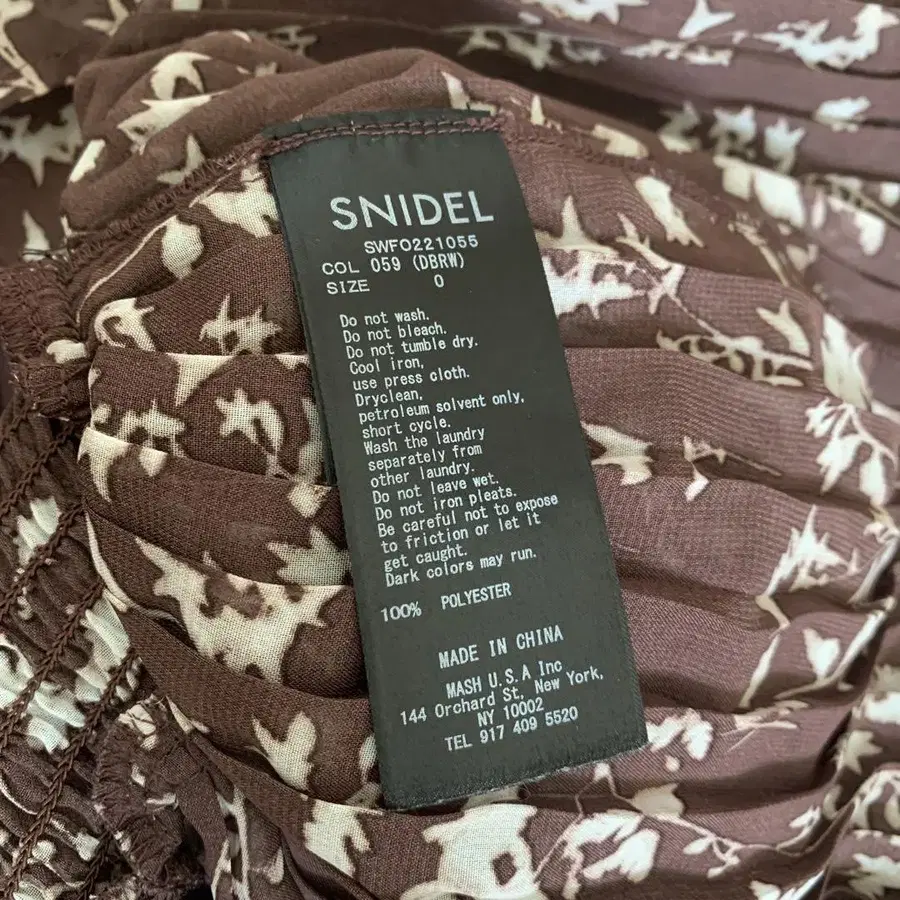 SNIDEL
SWFO221055
COL 059 (DBRW)
SIZE 0
Do not wash.
Do not bleach.
Do not tumble dry.
Cool iron,
use press cloth.
Dryclean,
petroleum solvent only,
short cycle.
Wash the laundry
separately from
other laundry.
Do not leave wet.
Do not iron pleats.
Be careful not to expose
to friction or let it
get caught.
Dark colors may run.
100% POLYESTER
MADE IN CHINA
MASH U.S.A Inc
144 Orchard St, New York,
NY 10002
TEL 917 409 5520